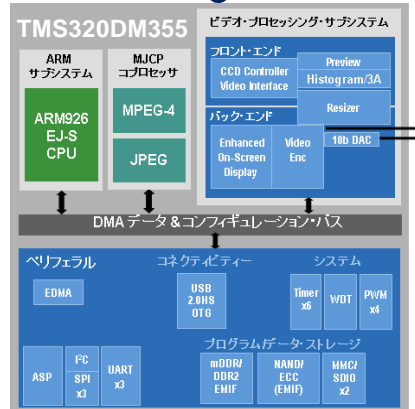 TMS320DM355
ARM
サブシステム
ARM926
EJ-S
CPU
MJCP
コプロセッサ
MPEG-4
JPEG
ビデオ・プロセッシング・サブシステム
フロント・エンド
CCD Controller
Video Interface
Preview
Histogram/3A
Resizer
バック・エンド
Enhanced
On-Screen
Display
Video
Enc
10b DAC
DMA データ & コンフィギュレーション・バス
ペリフェラル
EDMA
ASP
I²C
SPI
x3
UART
x3
コネクティビティー
USB
2.0HS
OTG
システム
Timer
x6
WDT
PWM
x4
プログラム/データ・ストレージ
mDDR/
DDR2
EMIF
NAND/
ECC
(EMIF)
MMC/
SDIO
x2